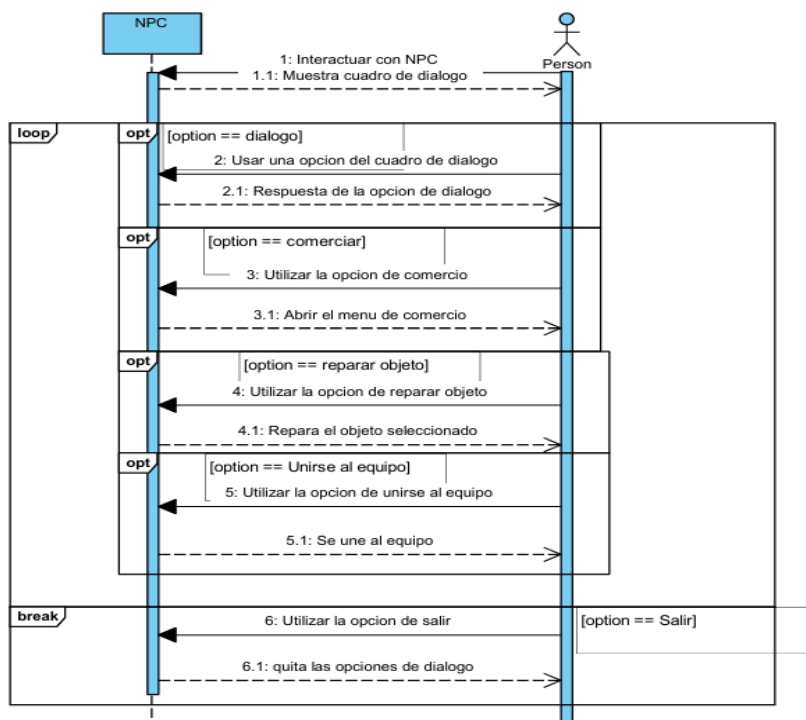 NPC
Person
1: Interactuar con NPC
1.1: Muestra cuadro de dialogo
loop
opt
[option == dialogo]
2: Usar una opcion del cuadro de dialogo
2.1: Respuesta de la opcion de dialogo
opt
[option == comerciar]
3: Utilizar la opcion de comercio
3.1: Abrir el menu de comercio
opt
[option == reparar objeto]
4: Utilizar la opcion de reparar objeto
4.1: Repara el objeto seleccionado
opt
[option == Unirse al equipo]
5: Utilizar la opcion de unirse al equipo
5.1: Se une al equipo
break
6: Utilizar la opcion de salir
[option == Salir]
6.1: quita las opciones de dialogo